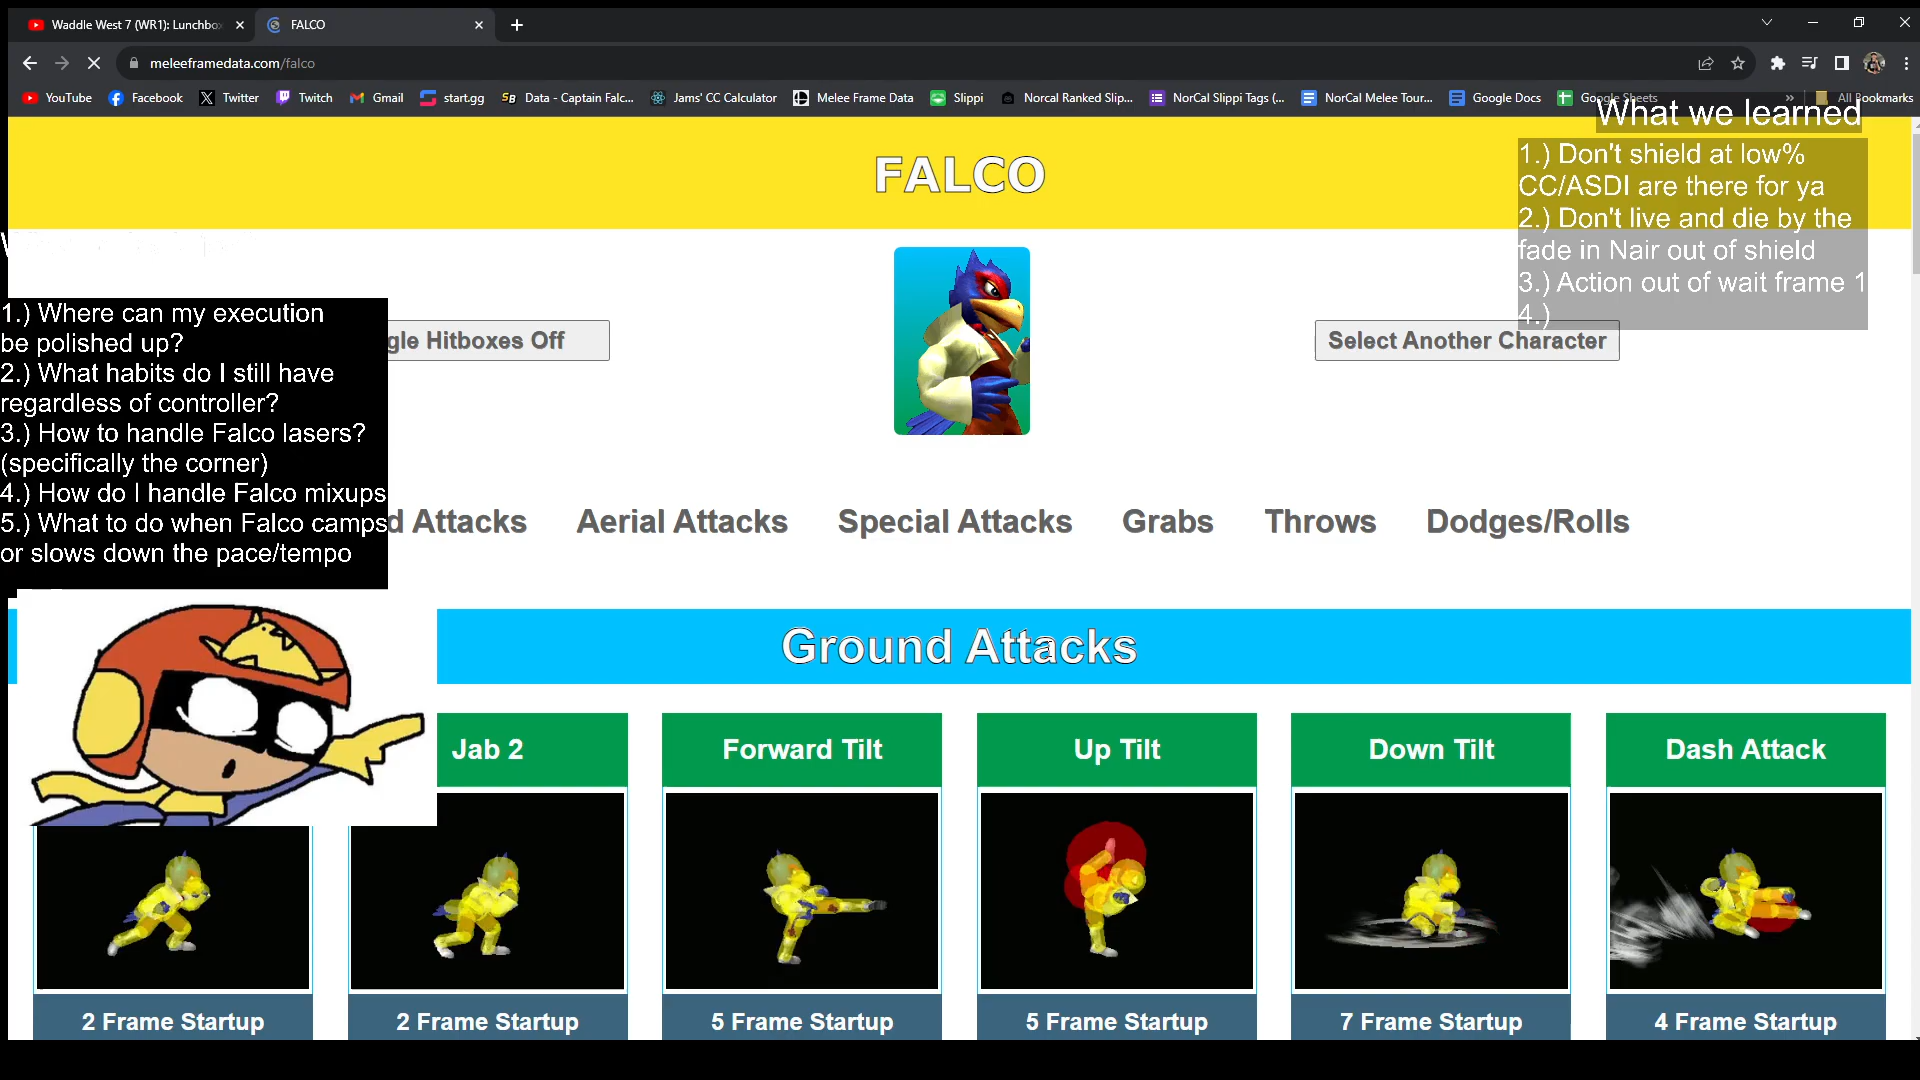 Waddle West 7 (WR1): Lunchbo
FALCO
meleeframedata.com/falco
YouTube
Facebook
Twitter
Twitch
Gmail
start.gg
Data - Captain Falc...
Jams' CC Calculator
Melee Frame Data
Slippi
Norcal Ranked Slip...
NorCal Slippi Tags (...
NorCal Melee Tour...
Google Docs
Google Sheets
»
All Bookmarks
What we learned
1.) Don't shield at low%
CC/ASDI are there for ya
2.) Don't live and die by the
fade in Nair out of shield
3.) Action out of wait frame 1
4.)
FALCO
1.) Where can my execution
be polished up?
2.) What habits do I still have
regardless of controller?
3.) How to handle Falco lasers?
(specifically the corner)
4.) How do I handle Falco mixups
5.) What to do when Falco camps
or slows down the pace/tempo
gle Hitboxes Off
Select Another Character
d Attacks
Aerial Attacks
Special Attacks
Grabs
Throws
Dodges/Rolls
Ground Attacks
Jab 2
Forward Tilt
Up Tilt
Down Tilt
Dash Attack
2 Frame Startup
2 Frame Startup
5 Frame Startup
5 Frame Startup
7 Frame Startup
4 Frame Startup